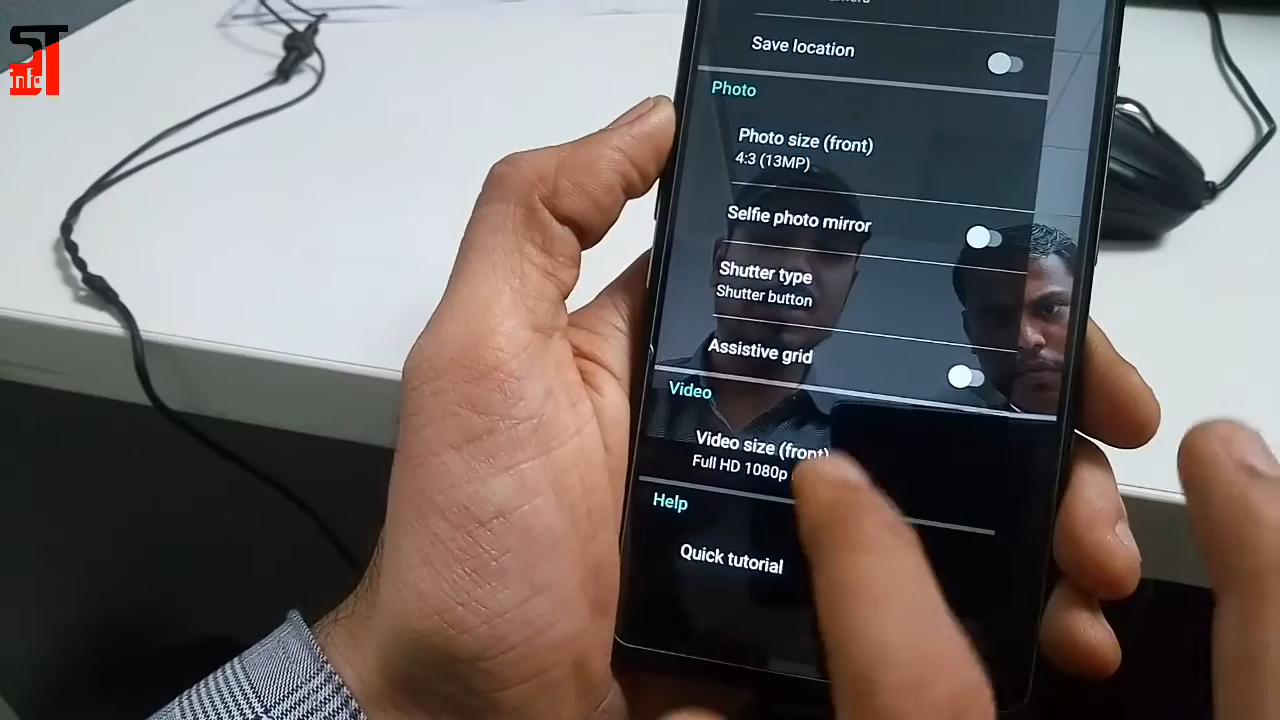 ST
info
Save location
Photo
Photo size (front)
4:3 (13MP)
Selfie photo mirror
Shutter type
Shutter button
Assistive grid
Video
Video size (front)
Full HD 1080p
Help
Quick tutorial